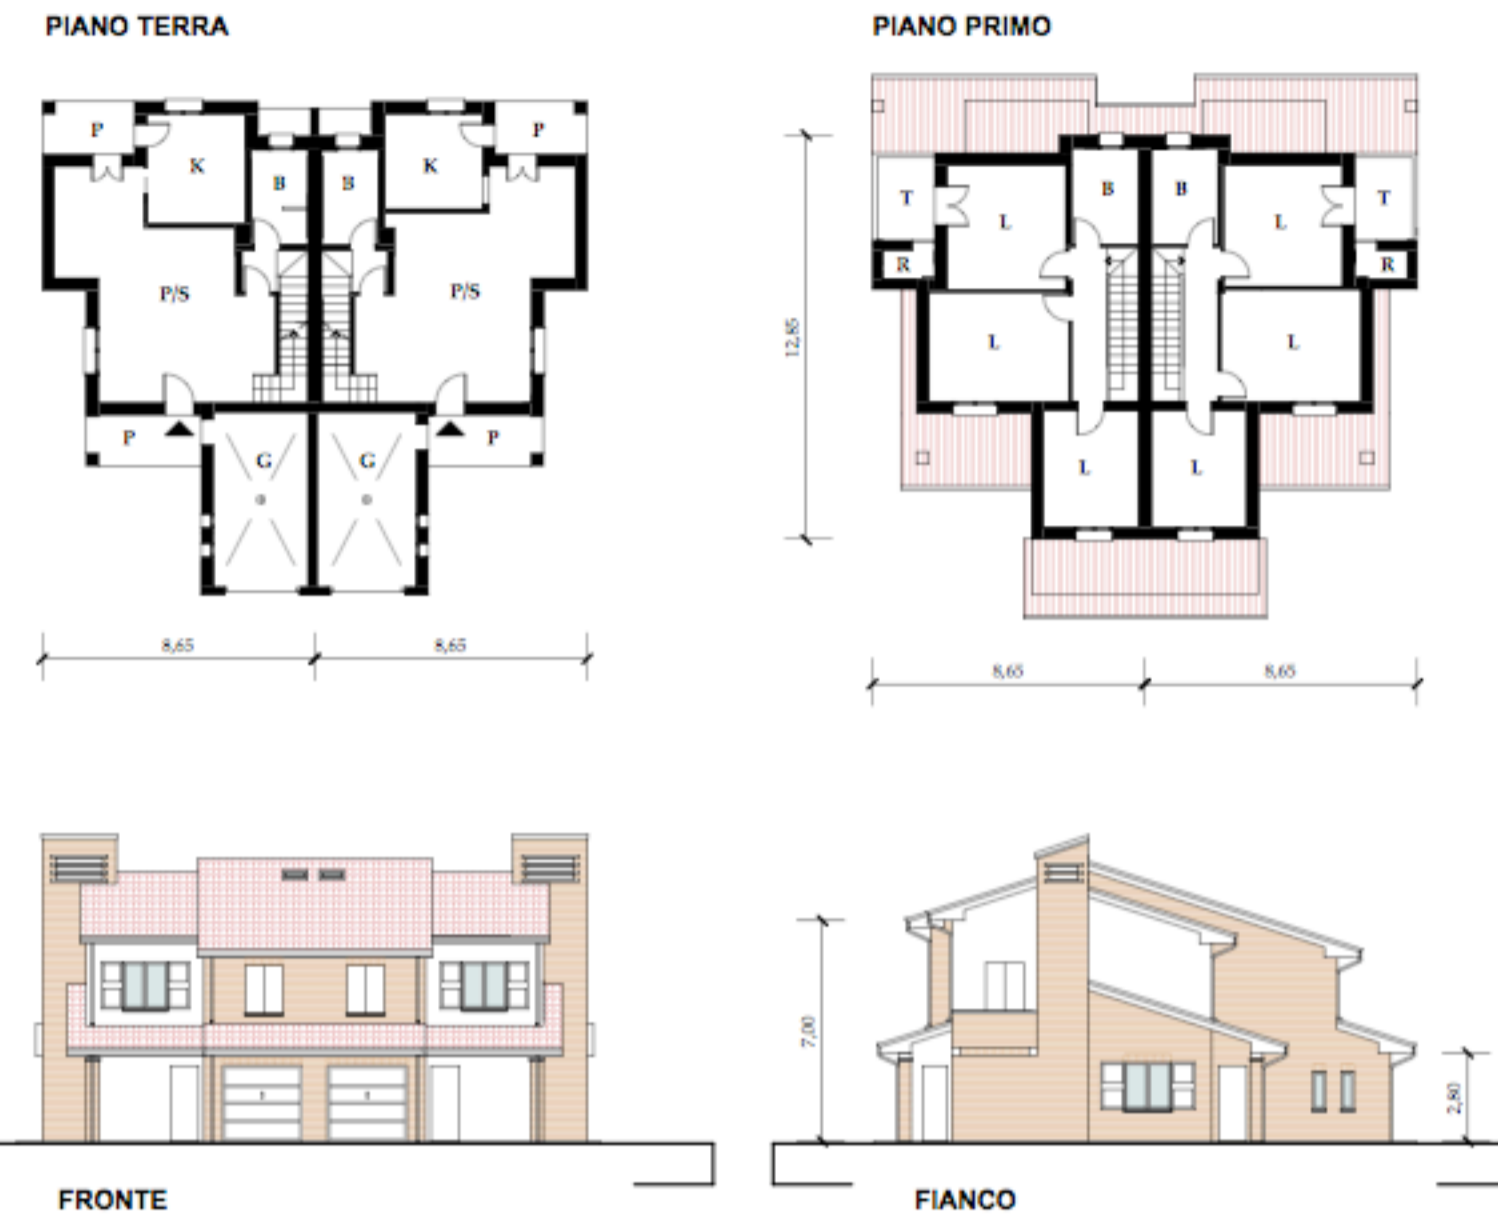 PIANO TERRA
PIANO PRIMO
P
K
B
B
K
P
P/S
P/S
P
G
G
P
8,65
8,65
T
L
B
B
L
T
R
R
L
L
L
L
12,85
8,65
8,65
7,00
2,80
FRONTE
FIANCO